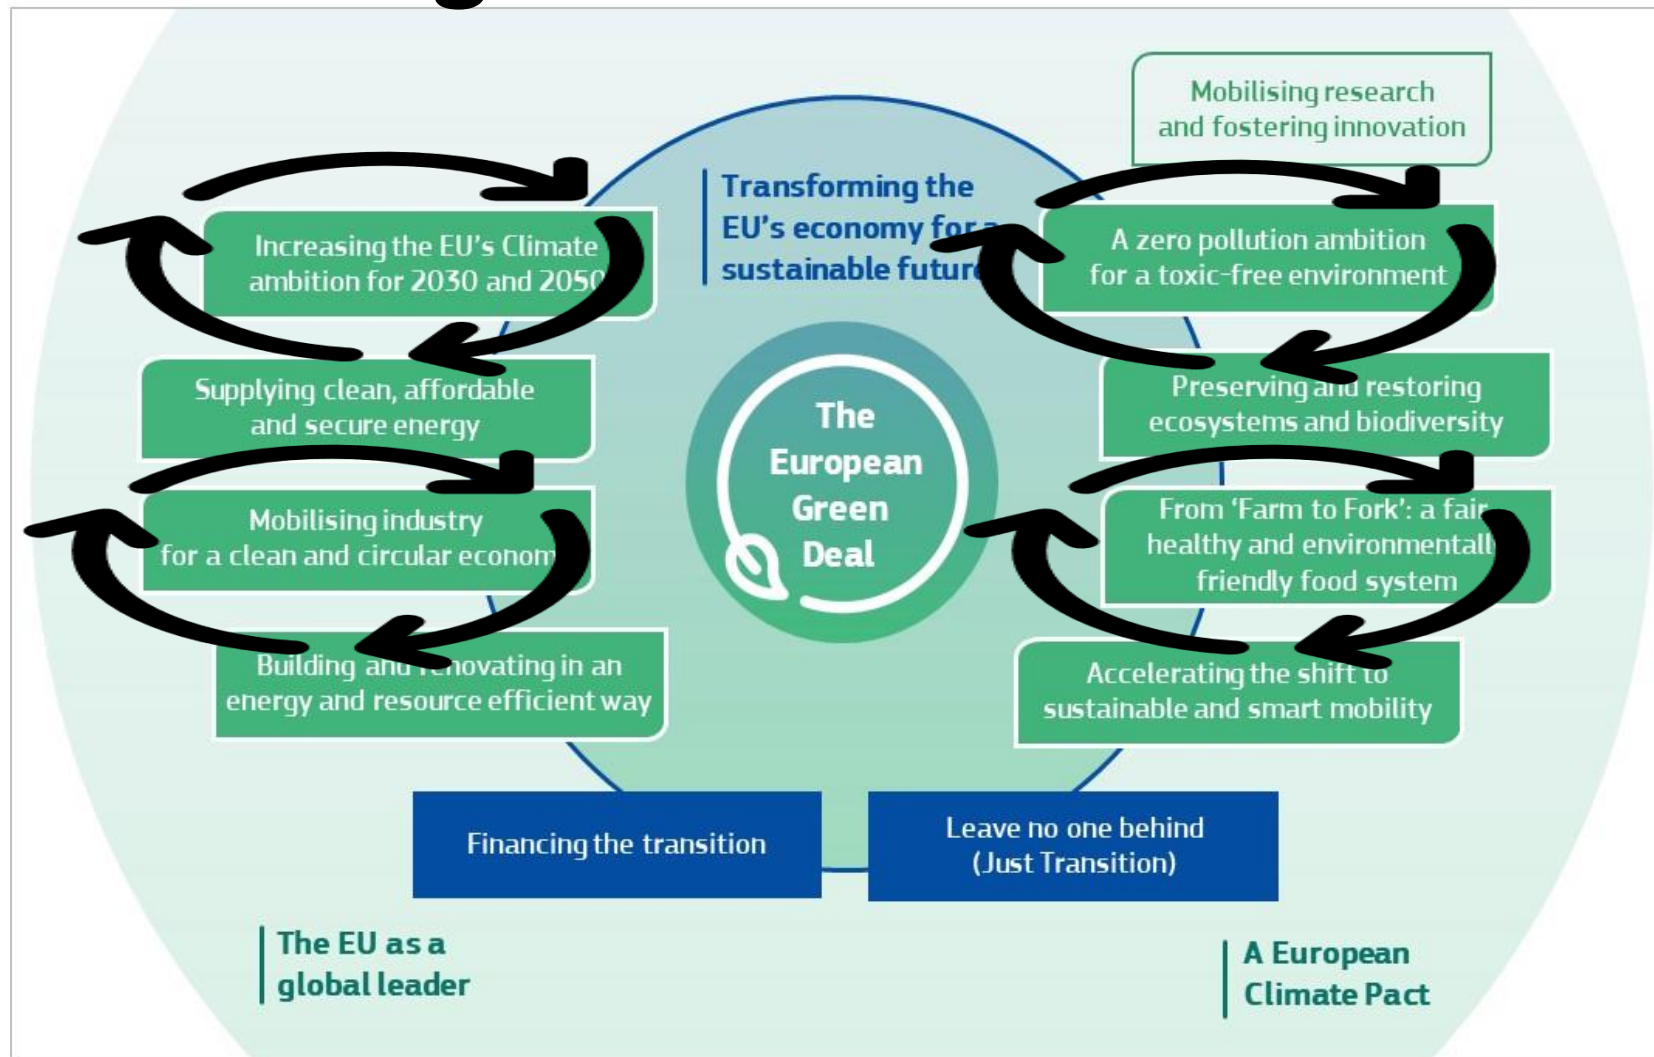 Mobilising research
and fostering innovation
Transforming the
EU's economy for a
sustainable future
Increasing the EU's Climate
ambition for 2030 and 2050
A zero pollution ambition
for a toxic-free environment
Supplying clean, affordable
and secure energy
Preserving and restoring
ecosystems and biodiversity
The
European
Green
Deal
Mobilising industry
for a clean and circular economy
From 'Farm to Fork': a fair,
healthy and environmentally
friendly food system
Building and renovating in an
energy and resource efficient way
Accelerating the shift to
sustainable and smart mobility
Financing the transition
Leave no one behind
(Just Transition)
The EU as a
global leader
A European
Climate Pact